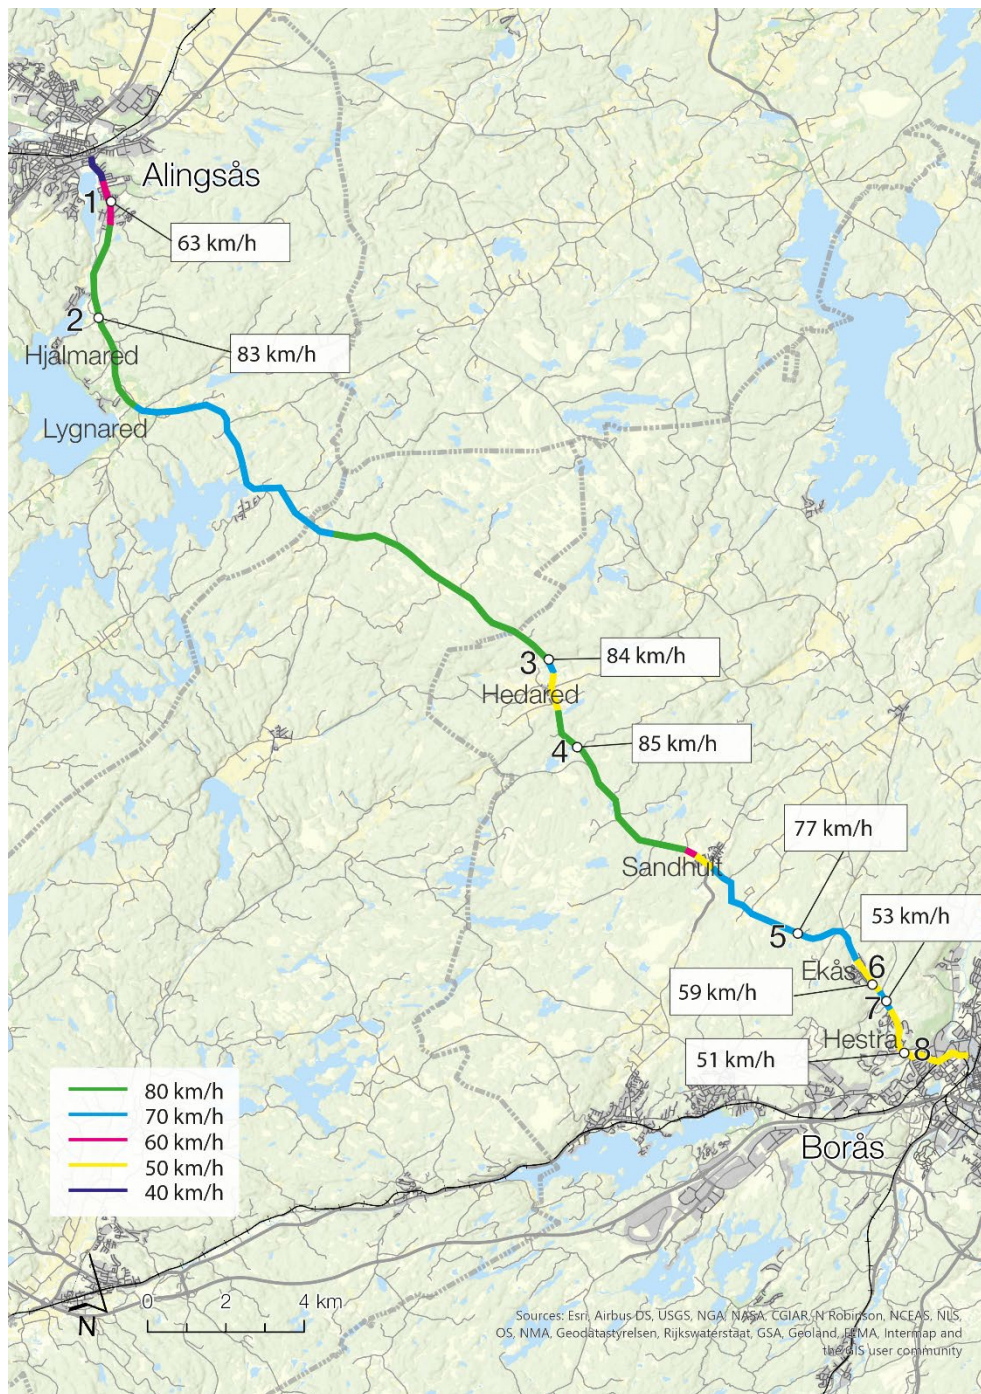 Alingsås
1
63 km/h
2
83 km/h
Hjälmared
Lygnared
3
84 km/h
Hedared
4
85 km/h
77 km/h
Sandhult
53 km/h
5
Ekås
6
59 km/h
7
Hestra
8
51 km/h
80 km/h
70 km/h
60 km/h
50 km/h
40 km/h
Borås
N
0 2 4 km
Sources: Esri, Airbus DS, USGS, NGA, NASA, CGIAR, N Robinson, NCEAS, NLS,
OS, NMA, Geodatastyrelsen, Rijkswaterstaat, GSA, Geoland, FEMA, Intermap and
the GIS user community